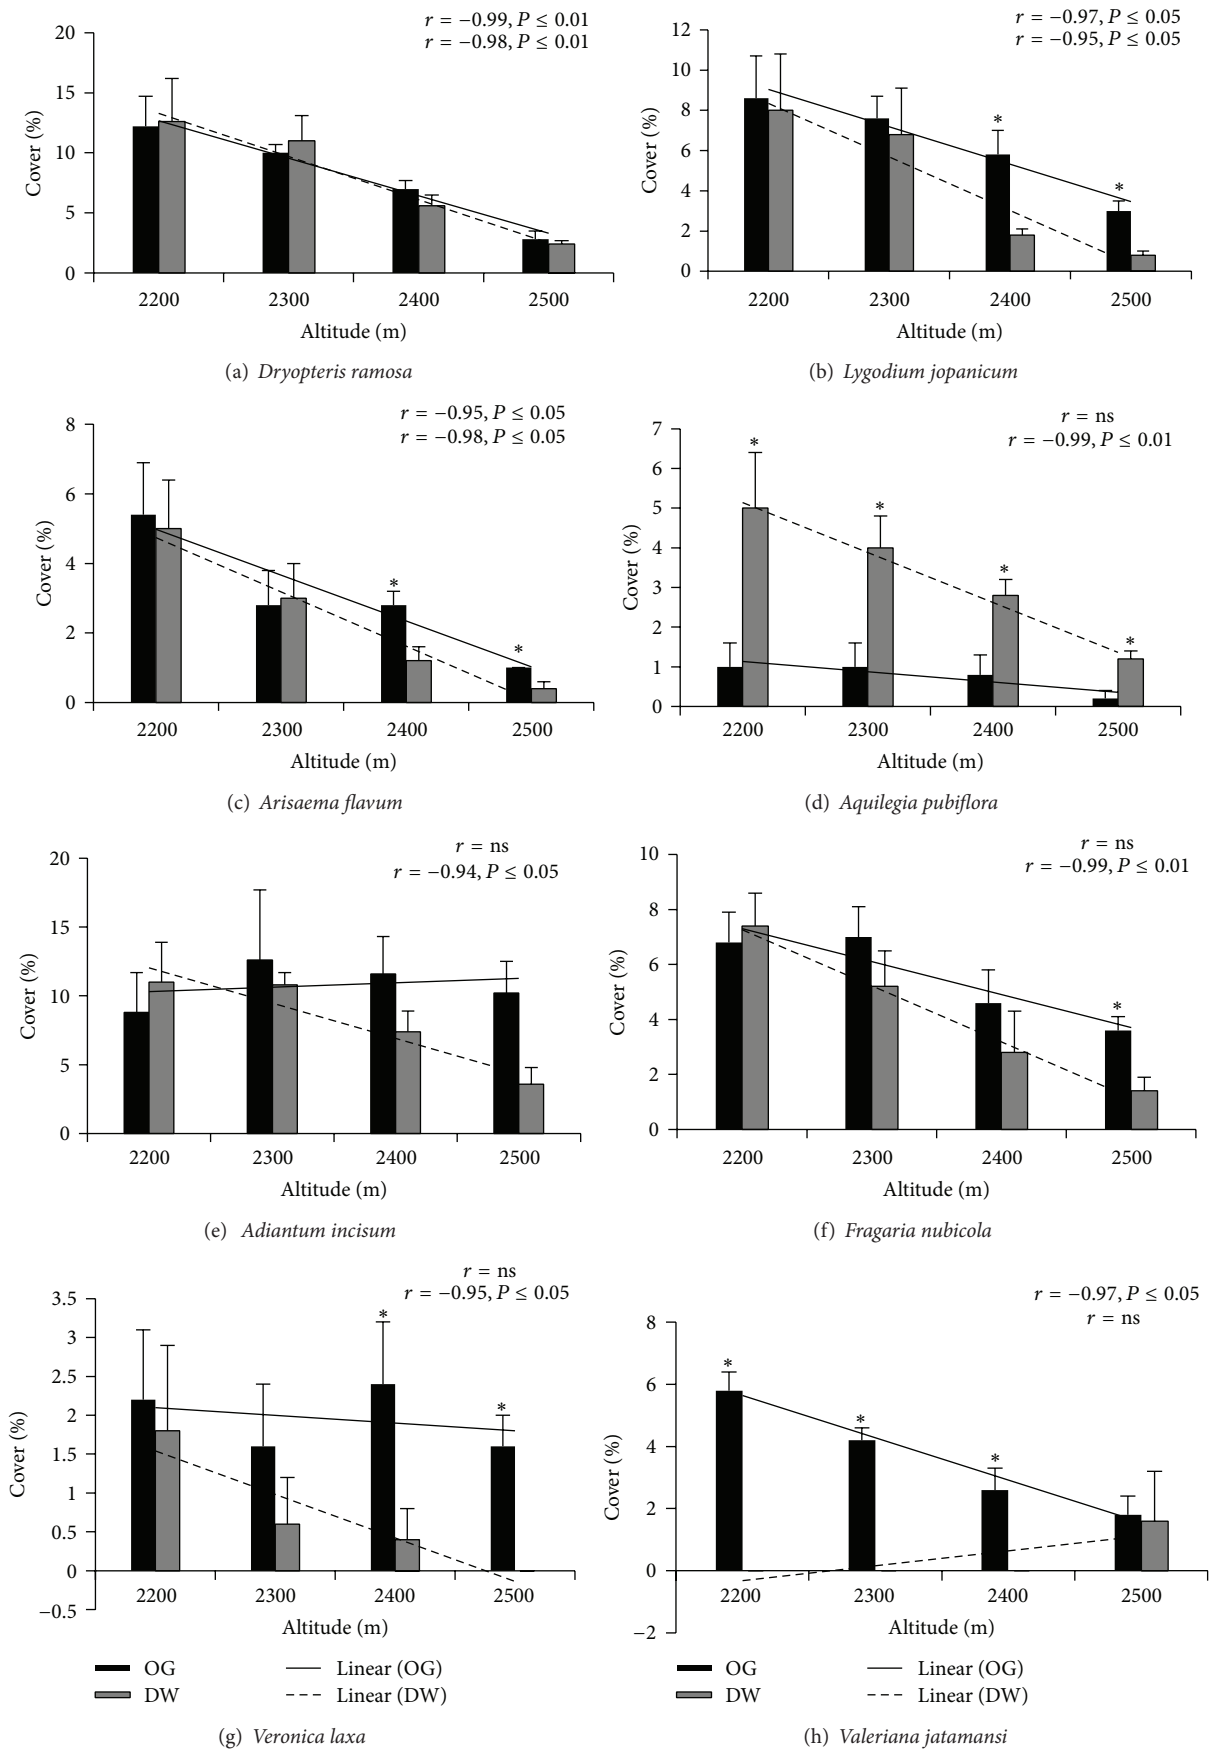 r = −0.99, P ≤ 0.01
r = −0.98, P ≤ 0.01
20
15
10
5
0
Cover (%)
2200 2300 2400 2500
Altitude (m)
(a) Dryopteris ramosa
r = −0.97, P ≤ 0.05
r = −0.95, P ≤ 0.05
12
10
8
6
4
2
0
Cover (%)
* *
2200 2300 2400 2500
Altitude (m)
(b) Lygodium jopanicum
r = −0.95, P ≤ 0.05
r = −0.98, P ≤ 0.05
8
6
4
2
0
Cover (%)
* *
2200 2300 2400 2500
Altitude (m)
(c) Arisaema flavum
r = ns
r = −0.99, P ≤ 0.01
7
6
5
4
3
2
1
0
Cover (%)
* * * *
2200 2300 2400 2500
Altitude (m)
(d) Aquilegia pubiflora
r = ns
r = −0.94, P ≤ 0.05
20
15
10
5
0
Cover (%)
2200 2300 2400 2500
Altitude (m)
(e) Adiantum incisum
r = ns
r = −0.99, P ≤ 0.01
10
8
6
4
2
0
Cover (%)
*
2200 2300 2400 2500
Altitude (m)
(f) Fragaria nubicola
r = ns
r = −0.95, P ≤ 0.05
3.5
3
2.5
2
1.5
1
0.5
0
−0.5
Cover (%)
* *
2200 2300 2400 2500
Altitude (m)
OG Linear (OG)
DW Linear (DW)
(g) Veronica laxa
r = −0.97, P ≤ 0.05
r = ns
8
6
4
2
0
−2
Cover (%)
* * *
2200 2300 2400 2500
Altitude (m)
OG Linear (OG)
DW Linear (DW)
(h) Valeriana jatamansi